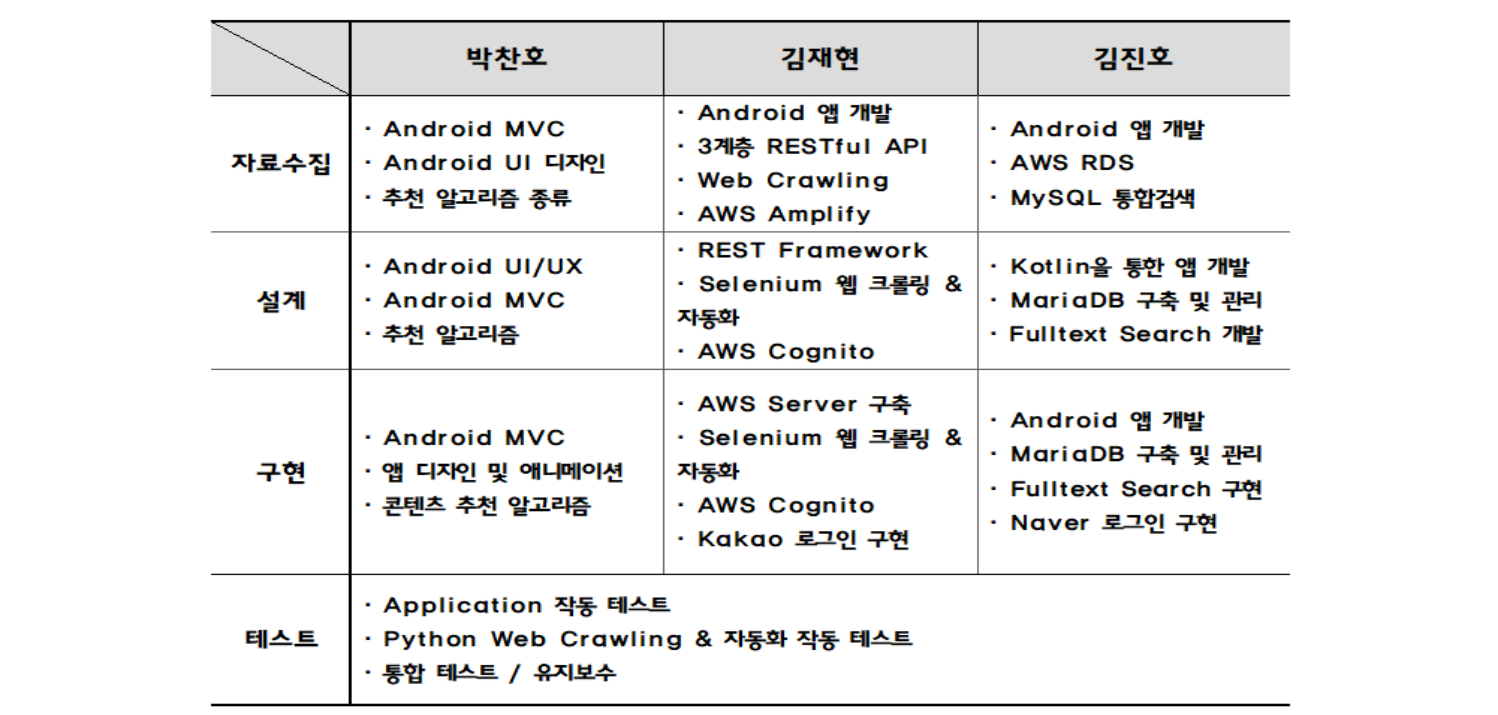 박찬호 김재현 김진호
자료수집
· Android MVC
· Android UI 디자인
· 추천 알고리즘 종류
· Android 앱 개발
· 3계층 RESTful API
· Web Crawling
· AWS Amplify
· Android 앱 개발
· AWS RDS
· MySQL 통합검색
설계
· Android UI/UX
· Android MVC
· 추천 알고리즘
· REST Framework
· Selenium 웹 크롤링 &
자동화
· AWS Cognito
· Kotlin을 통한 앱 개발
· MariaDB 구축 및 관리
· Fulltext Search 개발
구현
· Android MVC
· 앱 디자인 및 애니메이션
· 콘텐츠 추천 알고리즘
· AWS Server 구축
· Selenium 웹 크롤링 &
자동화
· AWS Cognito
· Kakao 로그인 구현
· Android 앱 개발
· MariaDB 구축 및 관리
· Fulltext Search 구현
· Naver 로그인 구현
테스트
· Application 작동 테스트
· Python Web Crawling & 자동화 작동 테스트
· 통합 테스트 / 유지보수